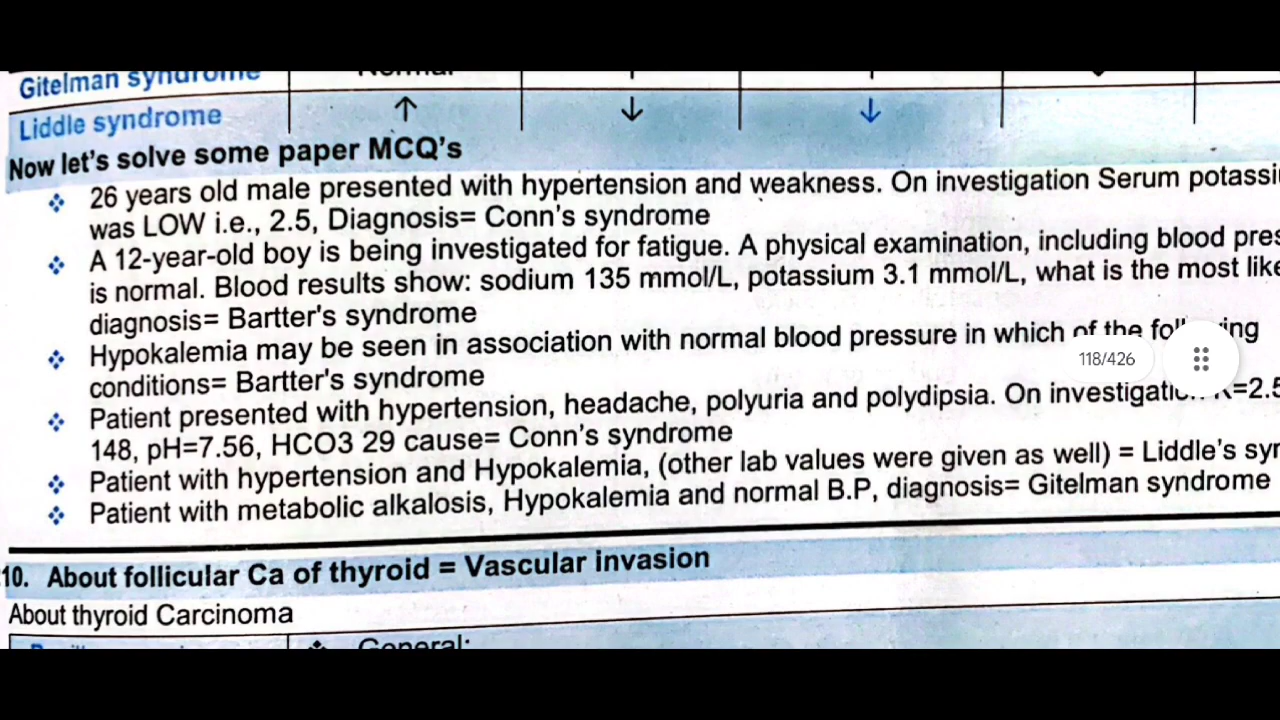 Gitelman syndrome Normal
Liddle syndrome ↑ ↓ ↓
Now let's solve some paper MCQ's
❖ 26 years old male presented with hypertension and weakness. On investigation Serum
was LOW i.e., 2.5, Diagnosis= Conn's syndrome
❖ A 12-year-old boy is being investigated for fatigue. A physical examination, including blood
is normal. Blood results show: sodium 135 mmol/L, potassium 3.1 mmol/L, what is the most
diagnosis= Bartter's syndrome
❖ Hypokalemia may be seen in association with normal blood pressure in which of the
conditions= Bartter's syndrome
118/426
❖ Patient presented with hypertension, headache, polyuria and polydipsia. On
148, pH=7.56, HCO3 29 cause= Conn's syndrome
❖ Patient with hypertension and Hypokalemia, (other lab values were given as well) = Liddle's
❖ Patient with metabolic alkalosis, Hypokalemia and normal B.P, diagnosis= Gitelman syndrome
10. About follicular Ca of thyroid = Vascular invasion
About thyroid Carcinoma
❖ General: